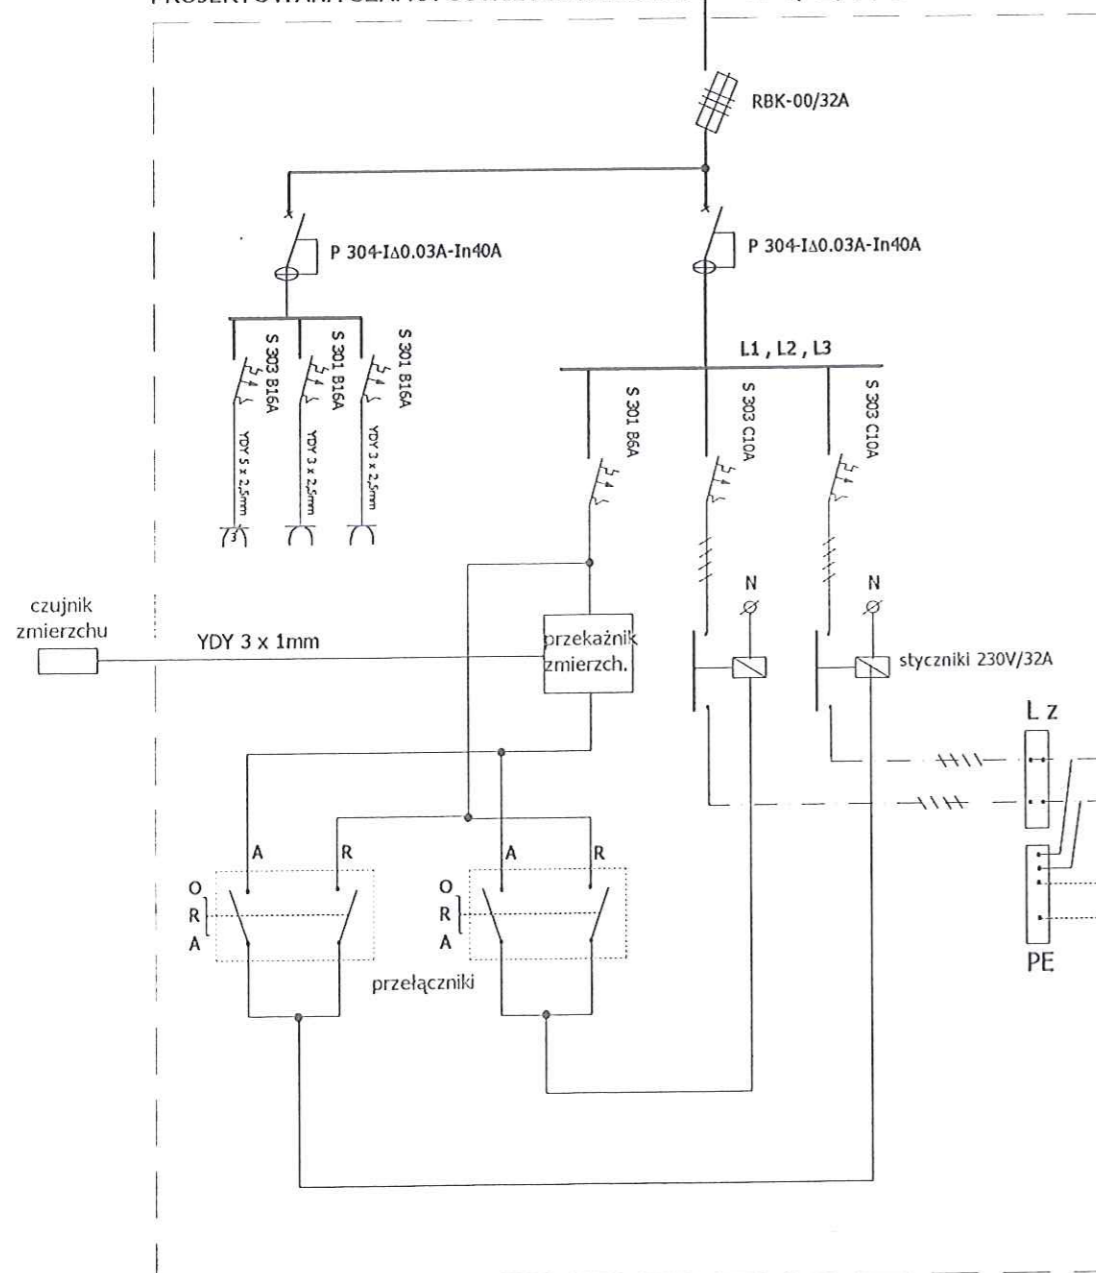 RBK-00/32A
P 304-IΔ0.03A-In40A
P 304-IΔ0.03A-In40A
S 303 B16A
S 301 B16A
S 301 B16A
YDY 5 x 2,5mm
YDY 3 x 2,5mm
YDY 3 x 2,5mm
3
L1 , L2 , L3
S 301 B6A
S 303 C10A
S 303 C10A
N
N
czujnik
zmierzchu
YDY 3 x 1mm
przekaźnik
zmierzch.
styczniki 230V/32A
L z
A
R
A
R
O
R
A
O
R
A
przełączniki
PE